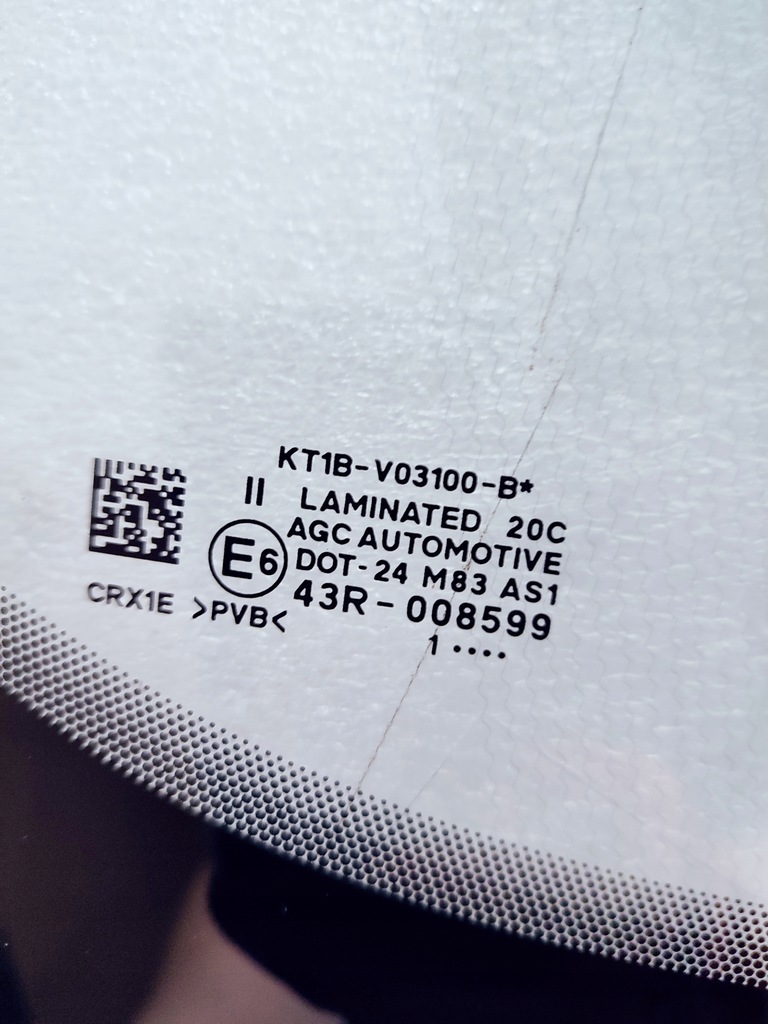 KT1B-V03100-B*
II LAMINATED 20C
AGC AUTOMOTIVE
E6 DOT-24 M83 AS1
43R-008599
CRX1E >PVB<
1 ••••